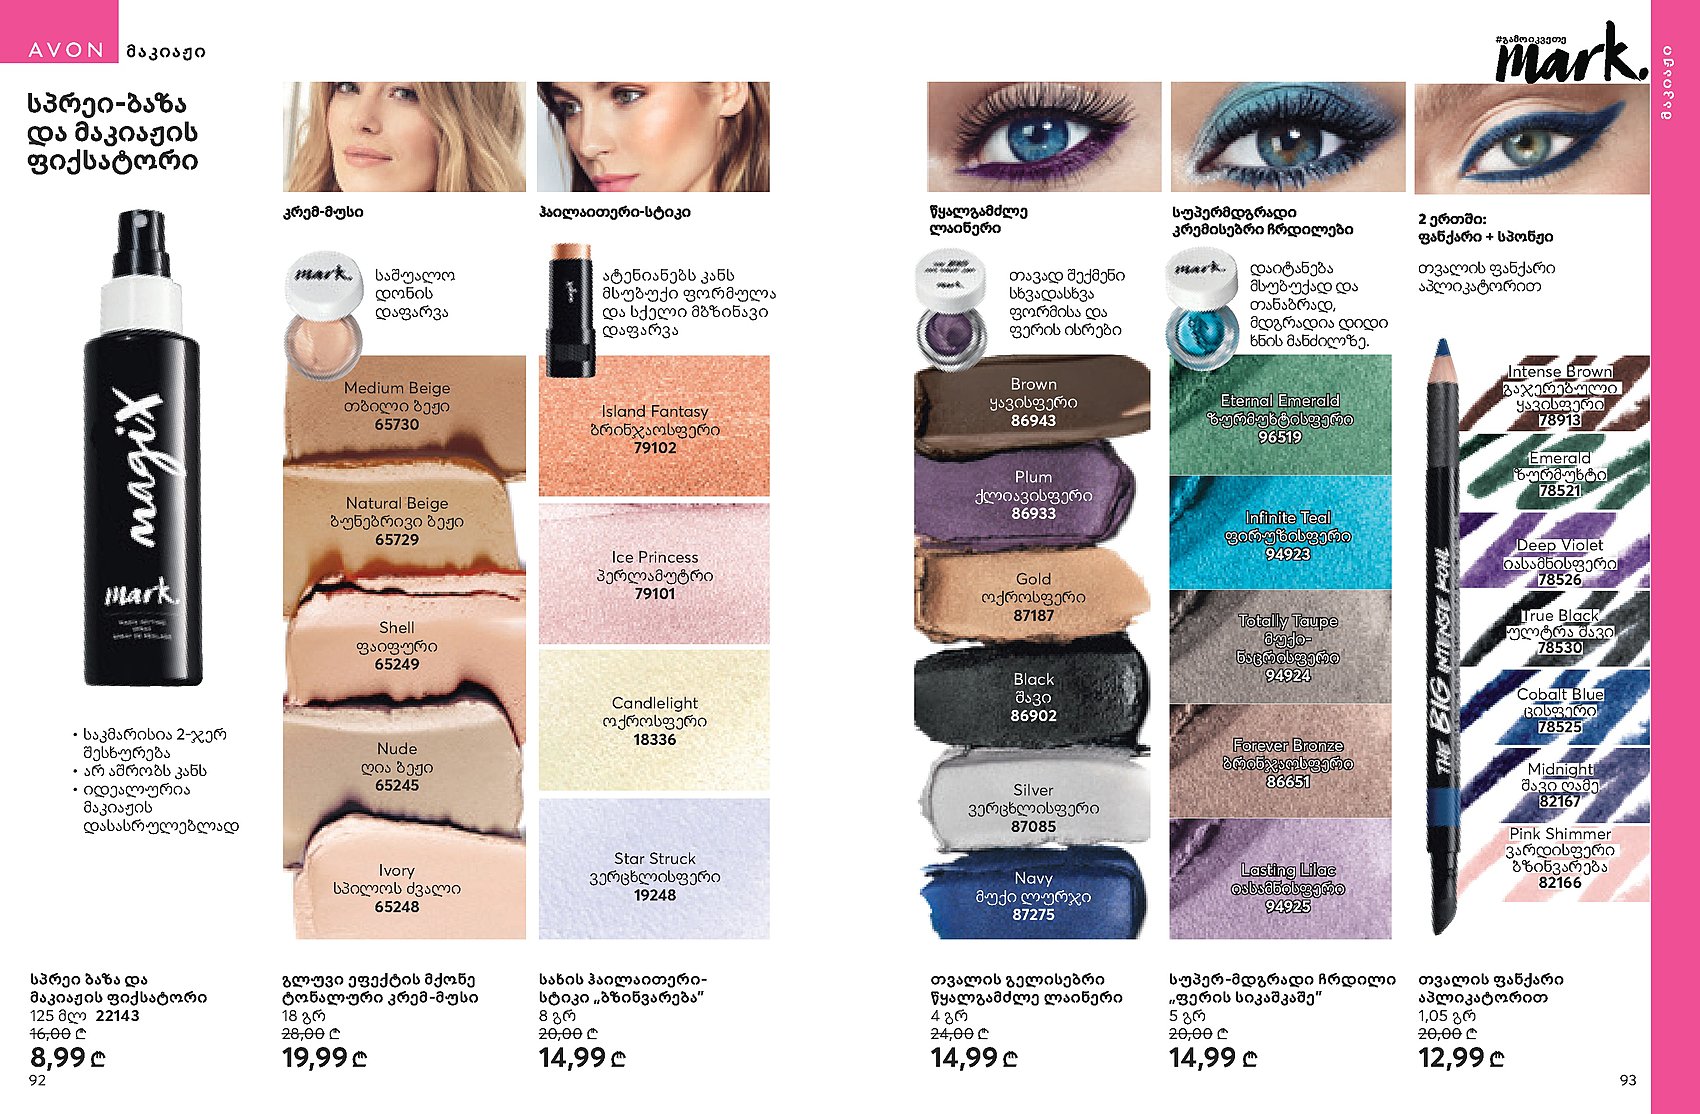 AVON მაკიაჟი
სპრეი-ბაზა
და მაკიაჟის
ფიქსატორი
magix
mark.
• საკმარისია 2-ჯერ
შესხურება
• არ აშრობს კანს
• იდეალურია
მაკიაჟის
დასასრულებლად
სპრეი ბაზა და
მაკიაჟის ფიქსატორი
125 მლ 22143
16,00 ₾
8,99 ₾
92
კრემ-მუსი
mark.
საშუალო
დონის
დაფარვა
Medium Beige
თბილი ბეჟი
65730
Natural Beige
ბუნებრივი ბეჟი
65729
Shell
ფაიფური
65249
Nude
ღია ბეჟი
65245
Ivory
სპილოს ძვალი
65248
გლუვი ეფექტის მქონე
ტონალური კრემ-მუსი
18 გრ
28,00 ₾
19,99 ₾
ჰაილაითერი-სტიკი
magix
ატენიანებს კანს
მსუბუქი ფორმულა
და სქელი მბზინავი
დაფარვა
Island Fantasy
ბრინჯაოსფერი
79102
Ice Princess
პერლამუტრი
79101
Candlelight
ოქროსფერი
18336
Star Struck
ვერცხლისფერი
19248
სახის ჰაილაითერი-
სტიკი „ბზინვარება”
8 გრ
20,00 ₾
14,99 ₾
წყალგამძლე
ლაინერი
mark.
თავად შექმენი
სხვადასხვა
ფორმისა და
ფერის ისრები
Brown
ყავისფერი
86943
Plum
ქლიავისფერი
86933
Gold
ოქროსფერი
87187
Black
შავი
86902
Silver
ვერცხლისფერი
87085
Navy
მუქი ლურჯი
87275
თვალის გელისებრი
წყალგამძლე ლაინერი
4 გრ
24,00 ₾
14,99 ₾
სუპერმდგრადი
კრემისებრი ჩრდილები
mark.
დაიტანება
მსუბუქად და
თანაბრად,
მდგრადია დიდი
ხნის მანძილზე.
Eternal Emerald
ზურმუხტისფერი
96519
Infinite Teal
ფირუზისფერი
94923
Totally Taupe
მუქი-
ნაცრისფერი
94924
Forever Bronze
ბრინჯაოსფერი
86651
Lasting Lilac
იასამნისფერი
94925
სუპერ-მდგრადი ჩრდილი
„ფერის სიკაშკაშე”
5 გრ
20,00 ₾
14,99 ₾
#გამოიკვეთე
mark.
მაკიაჟი
2 ერთში:
ფანქარი + სპონჟი
თვალის ფანქარი
აპლიკატორით
THE BIG INTENSE KOHL
Intense Brown
გაჯერებული
ყავისფერი
78913
Emerald
ზურმუხტი
78521
Deep Violet
იასამნისფერი
78526
True Black
ულტრა შავი
78530
Cobalt Blue
ცისფერი
78525
Midnight
შავი ღამე
82167
Pink Shimmer
ვარდისფერი
ბზინვარება
82166
თვალის ფანქარი
აპლიკატორით
1,05 გრ
20,00 ₾
12,99 ₾
93